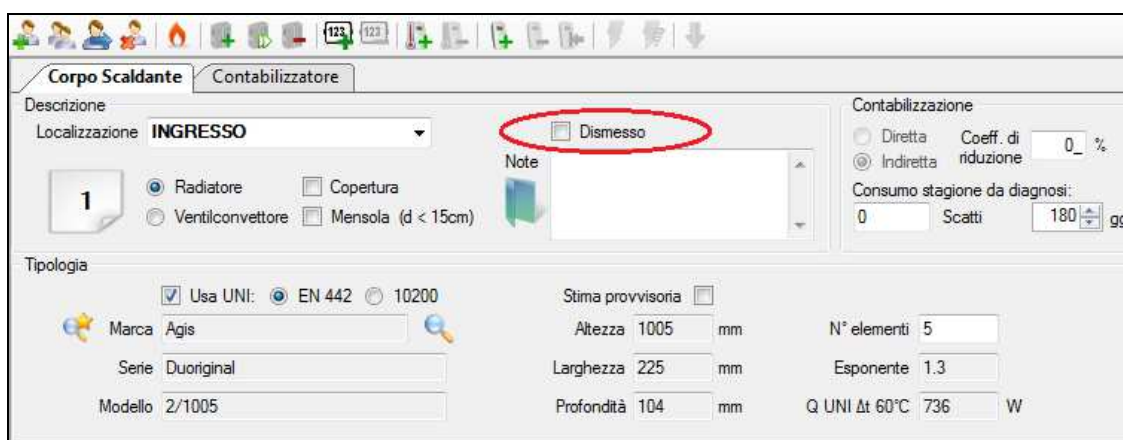 123 123
Corpo Scaldante Contabilizzatore
Descrizione Contabilizzazione
Localizzazione INGRESSO Dismesso
Diretta Coeff. di riduzione 0_ %
Note
Indiretta
1 Radiatore Copertura
Consumo stagione da diagnosi:
Ventilconvettore Mensola (d < 15cm)
0 Scatti 180 gg
Tipologia
Usa UNI: EN 442 10200 Stima provvisoria
Marca Agis Altezza 1005 mm N° elementi 5
Serie Duoriginal Larghezza 225 mm Esponente 1.3
Modello 2/1005 Profondità 104 mm Q UNI Δt 60°C 736 W